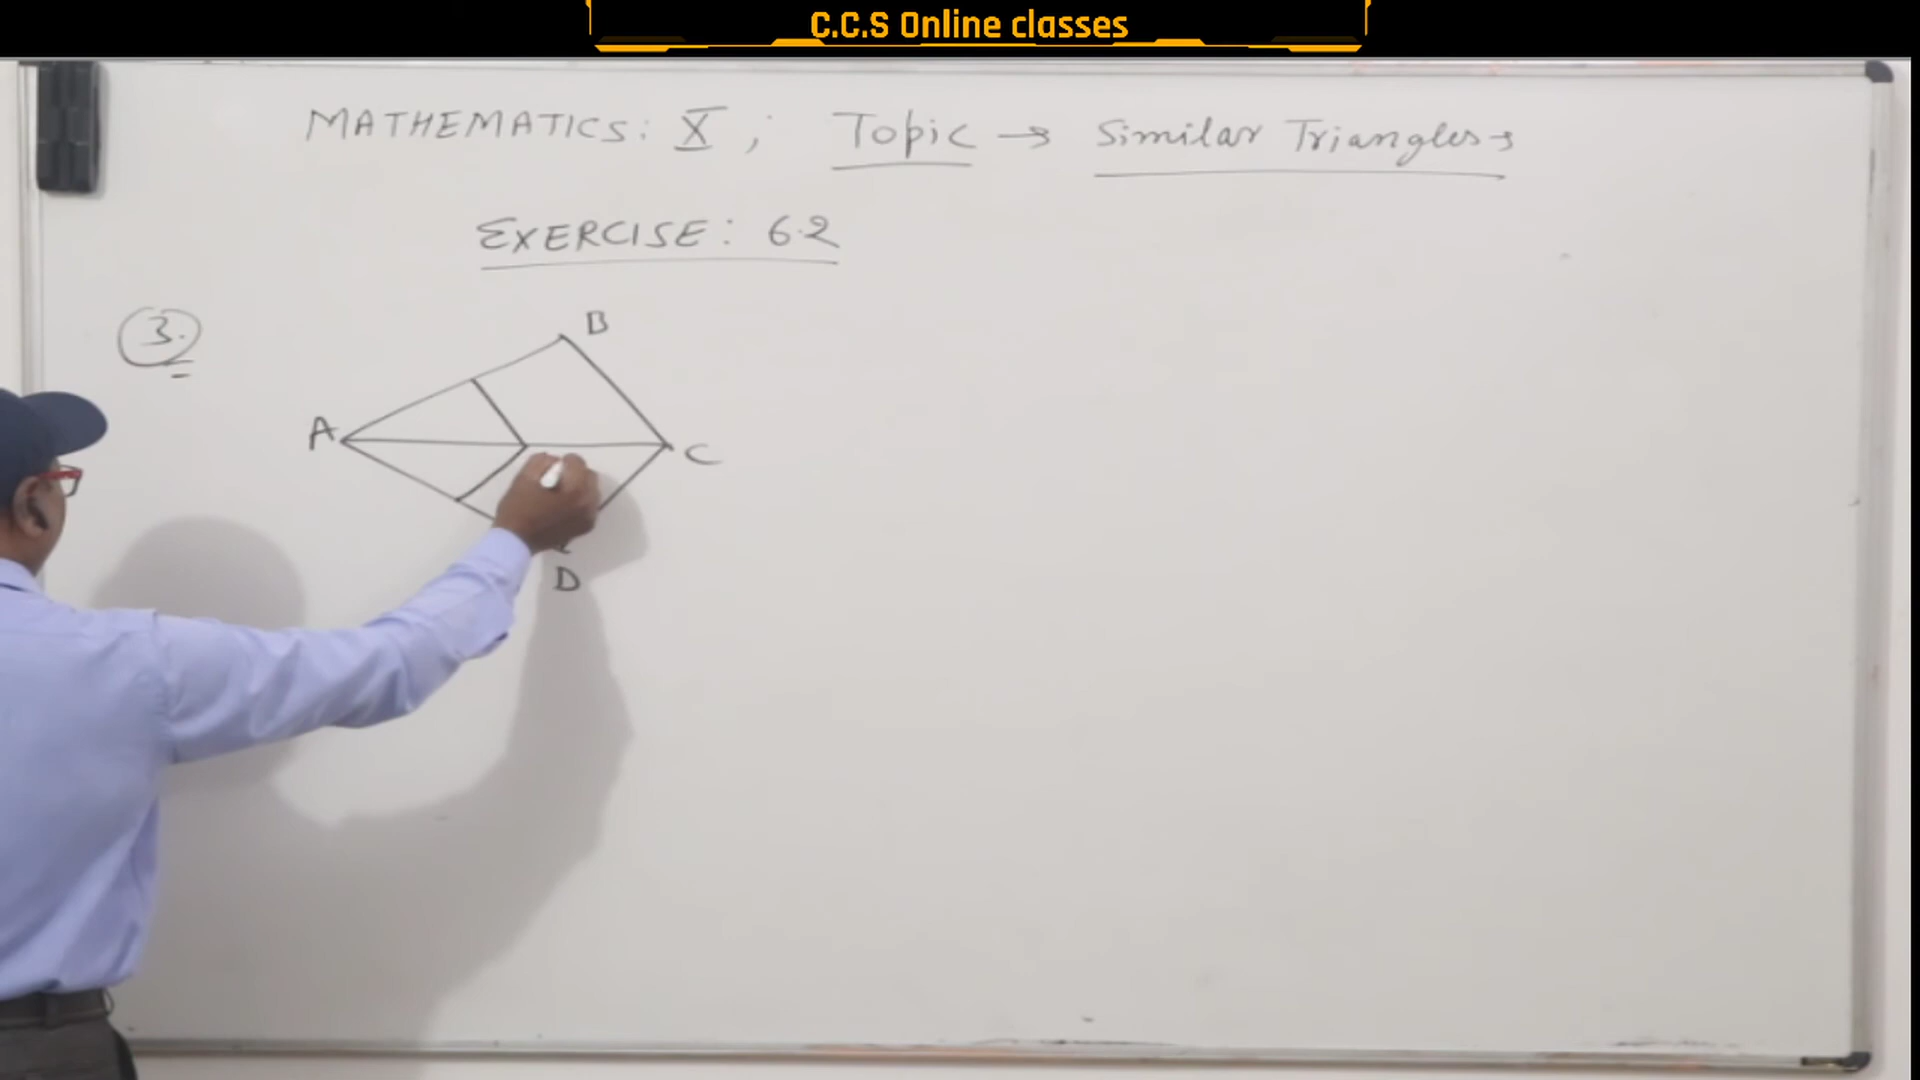 C.C.S Online classes
MATHEMATICS: X ; Topic → Similar Triangles→
EXERCISE: 6.2
3.
B
A
C
D